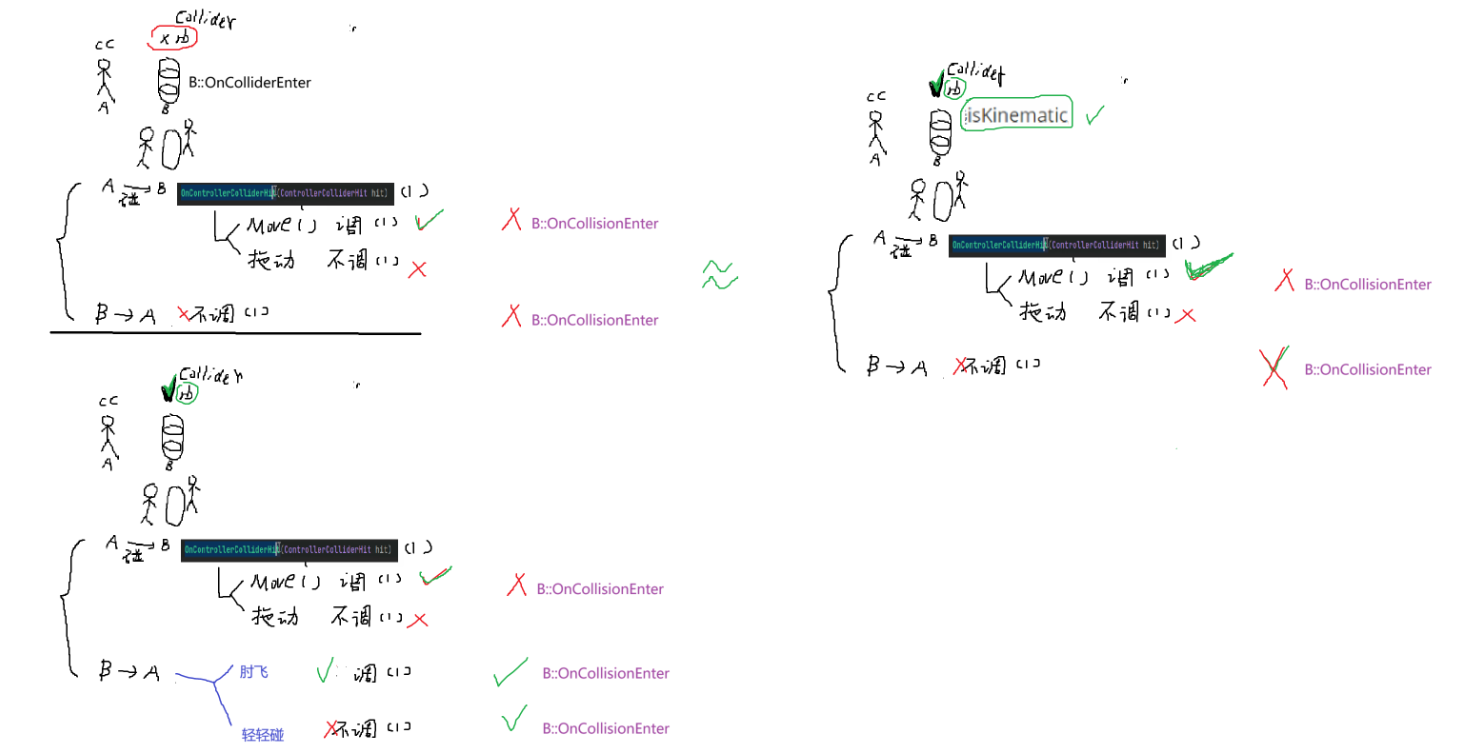 Collider
x rb
CC
B::OnColliderEnter
A
B
A → B OnControllerColliderHit(ControllerColliderHit hit) (1)
碰
Move() 调(1) ✓
X B::OnCollisionEnter
拖动 不调(1) ×
B → A ×不调(1)
X B::OnCollisionEnter
Collider
rb
CC
A
B
A → B OnControllerColliderHit(ControllerColliderHit hit) (1)
碰
Move() 调(1) ✓
X B::OnCollisionEnter
拖动 不调(1) ×
B → A
肘飞 ✓ 调(1) ✓ B::OnCollisionEnter
轻轻碰 ×不调(1) ✓ B::OnCollisionEnter
≈
Collider
rb
CC
isKinematic ✓
A
B
A → B OnControllerColliderHit(ControllerColliderHit hit) (1)
碰
Move() 调(1) ✓
X B::OnCollisionEnter
拖动 不调(1) ×
B → A ×不调(1)
X B::OnCollisionEnter